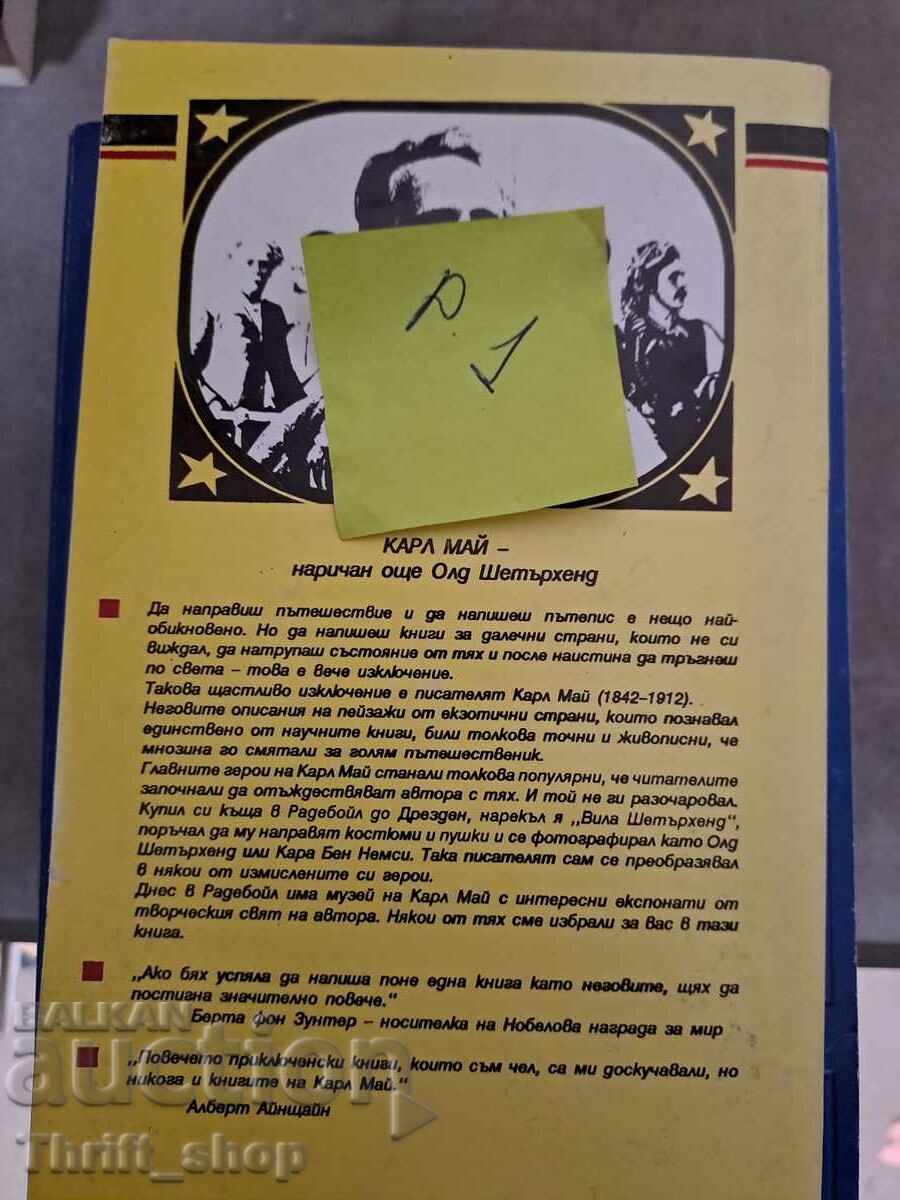 P
1
КАРЛ МАЙ –
наричан още Олд Шетърхенд
Да направиш пътешествие и да напишеш пътепис е нещо най-
обикновено. Но да напишеш книги за далечни страни, които не си
виждал, да натрупаш състояние от тях и после наистина да тръгнеш
по света – това е вече изключение.
Такова щастливо изключение е писателят Карл Май (1842–1912).
Неговите описания на пейзажи от екзотични страни, които познавал
единствено от научните книги, били толкова точни и живописни, че
мнозина го смятали за голям пътешественик.
Главните герои на Карл Май станали толкова популярни, че читателите
започнали да отъждествяват автора с тях. И той не ги разочаровал.
Купил си къща в Радебойл до Дрезден, нарекъл я „Вила Шетърхенд“,
поръчал да му направят костюми и пушки и се фотографирал като Олд
Шетърхенд или Кара Бен Немси. Така писателят сам се преобразявал
в някои от измислените си герои.
Днес в Радебойл има музей на Карл Май с интересни експонати от
творческия свят на автора. Някои от тях сме избрали за вас в тази
книга.
„Ако бях успяла да напиша поне една книга като неговите, щях да
постигна значително повече.“
Берта фон Зунтер – носителка на Нобелова награда за мир
„Повечето приключенски книги, които съм чел, са ми доскучавали, но
никога и книгите на Карл Май.“
Алберт Айнщайн
BALKAN
auction
Thrift_shop